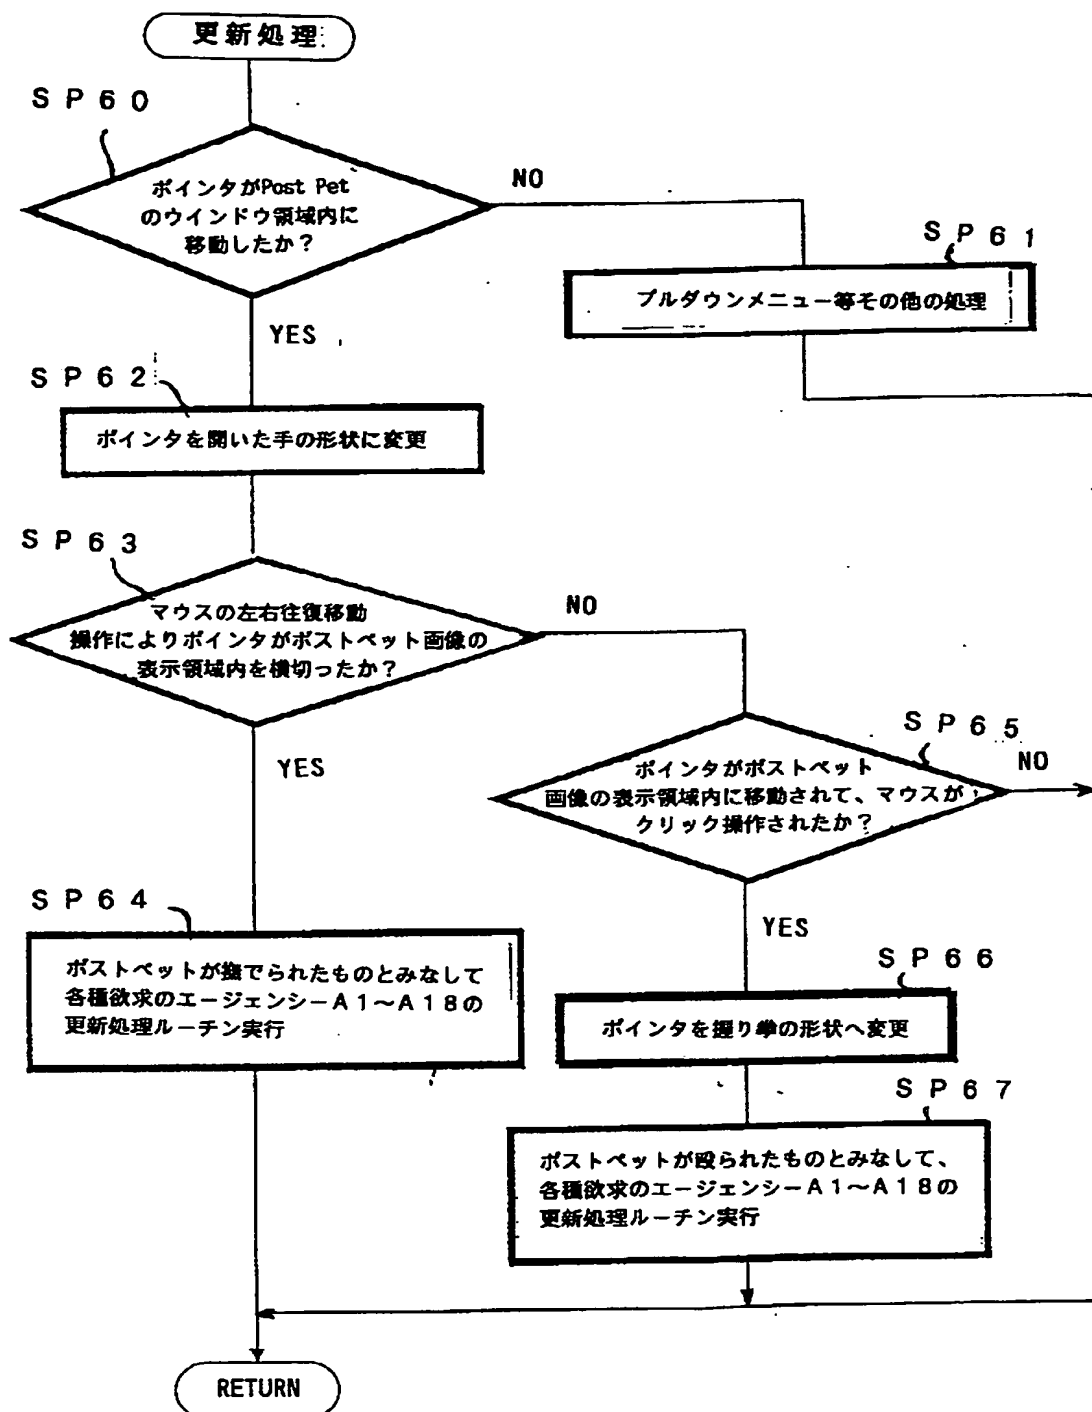 更新処理
SP60
ポインタがPost Pet
のウインドウ領域内に
移動したか？
NO
SP61
プルダウンメニュー等その他の処理
YES
SP62
ポインタを開いた手の形状に変更
SP63
マウスの左右往復移動
操作によりポインタがポストペット画像の
表示領域内を横切ったか？
NO
YES
SP65
ポインタがポストペット
画像の表示領域内に移動されて、マウスが
クリック操作されたか？
NO
SP64
ポストペットが撫でられたものとみなして
各種欲求のエージェンシーA1～A18の
更新処理ルーチン実行
YES
SP66
ポインタを握り拳の形状へ変更
SP67
ポストペットが殴られたものとみなして、
各種欲求のエージェンシーA1～A18の
更新処理ルーチン実行
RETURN